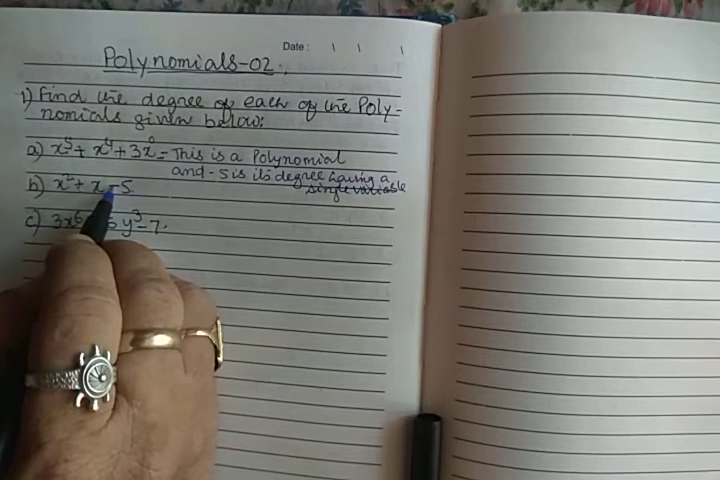 Date :
Polynomials-02.
1) Find the degree of each of the Poly-
nomials given below:
a) x⁵ + x⁴ + 3x⁰ - This is a Polynomial
and - 5 is its degree having a
single variable
b) x² + x - 5
c) 3x⁶ y³ - 7.